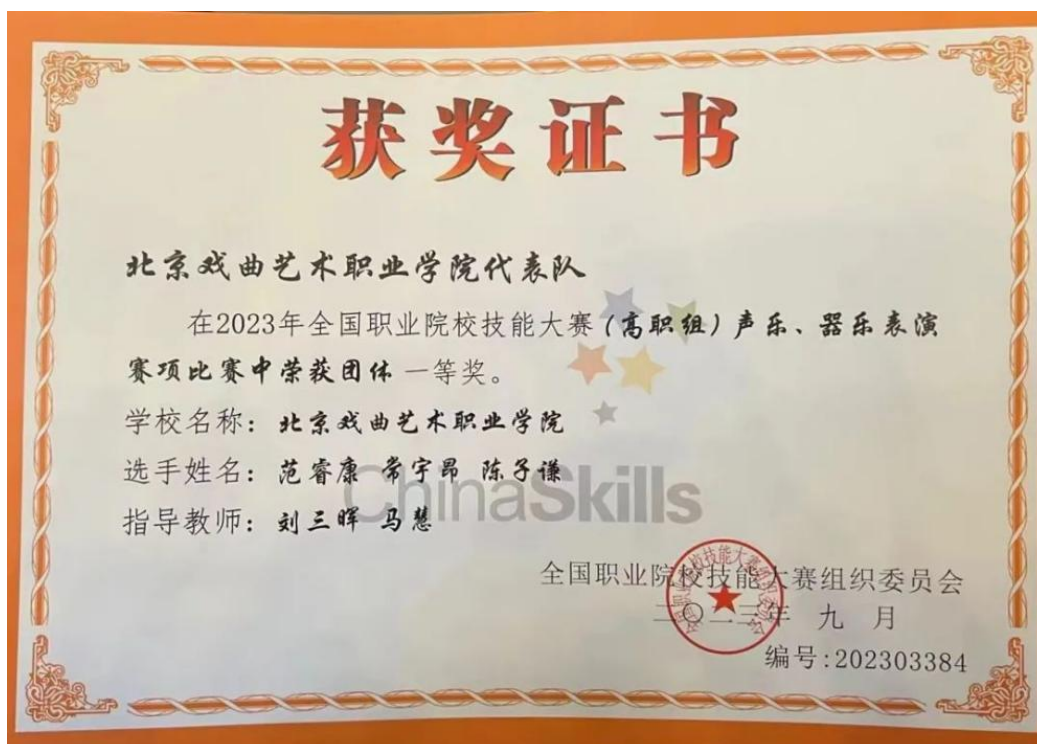 获奖证书
北京戏曲艺术职业学院代表队
在2023年全国职业院校技能大赛(高职组)声乐、器乐表演
赛项比赛中荣获团体 一等奖。
学校名称：北京戏曲艺术职业学院
选手姓名：范睿康 常宇昂 陈子谦
指导教师：刘三晖 马慧
ChinaSkills
全国职业院校技能大赛组织委员会
二〇二三年 九 月
编号:202303384